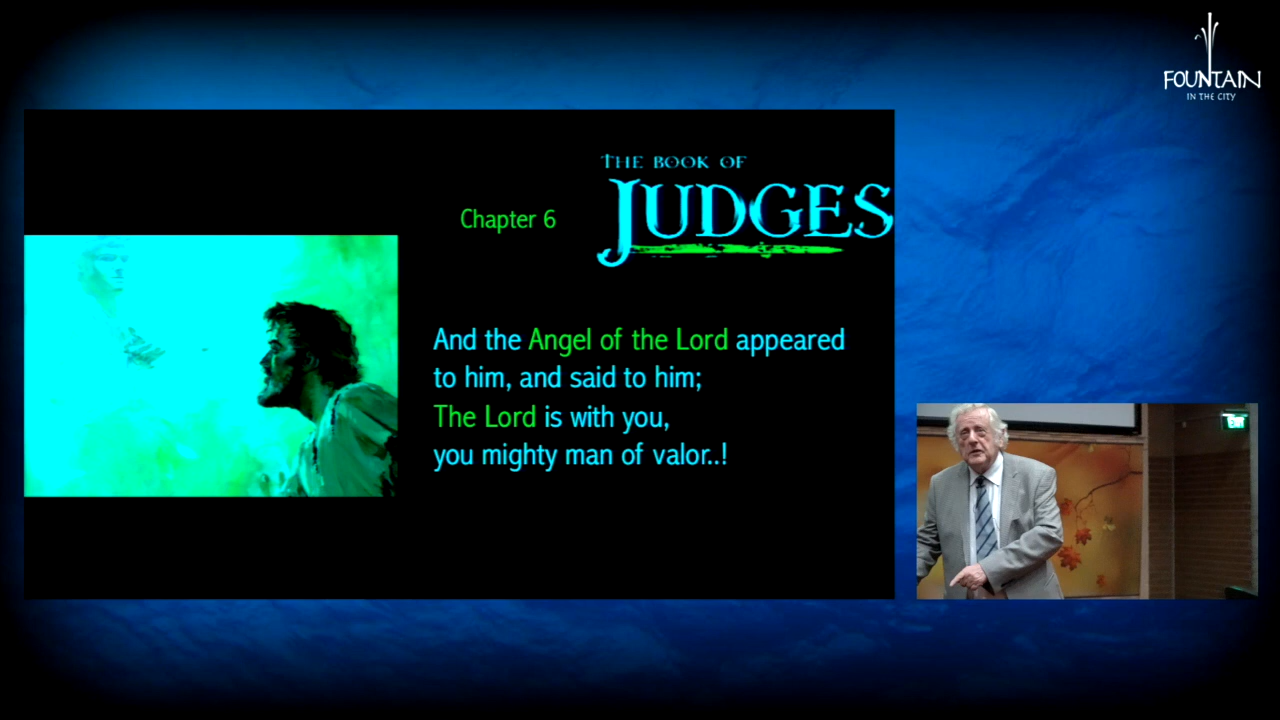 FOUNTAIN
IN THE CITY
THE BOOK OF
JUDGES
Chapter 6
And the Angel of the Lord appeared
to him, and said to him;
The Lord is with you,
you mighty man of valor..!
EXIT